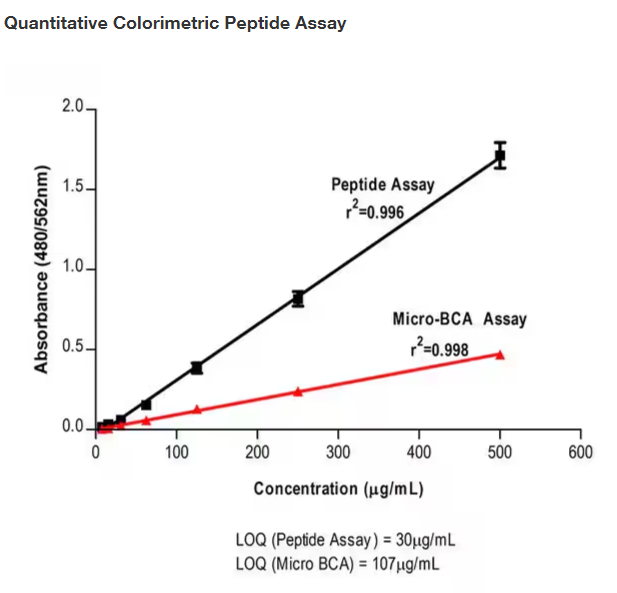 Quantitative Colorimetric Peptide Assay
2.0
1.5
1.0
0.5
0.0
Absorbance (480/562nm)
Peptide Assay
r²=0.996
Micro-BCA Assay
r²=0.998
0 100 200 300 400 500 600
Concentration (µg/mL)
LOQ (Peptide Assay) = 30µg/mL
LOQ (Micro BCA) = 107µg/mL